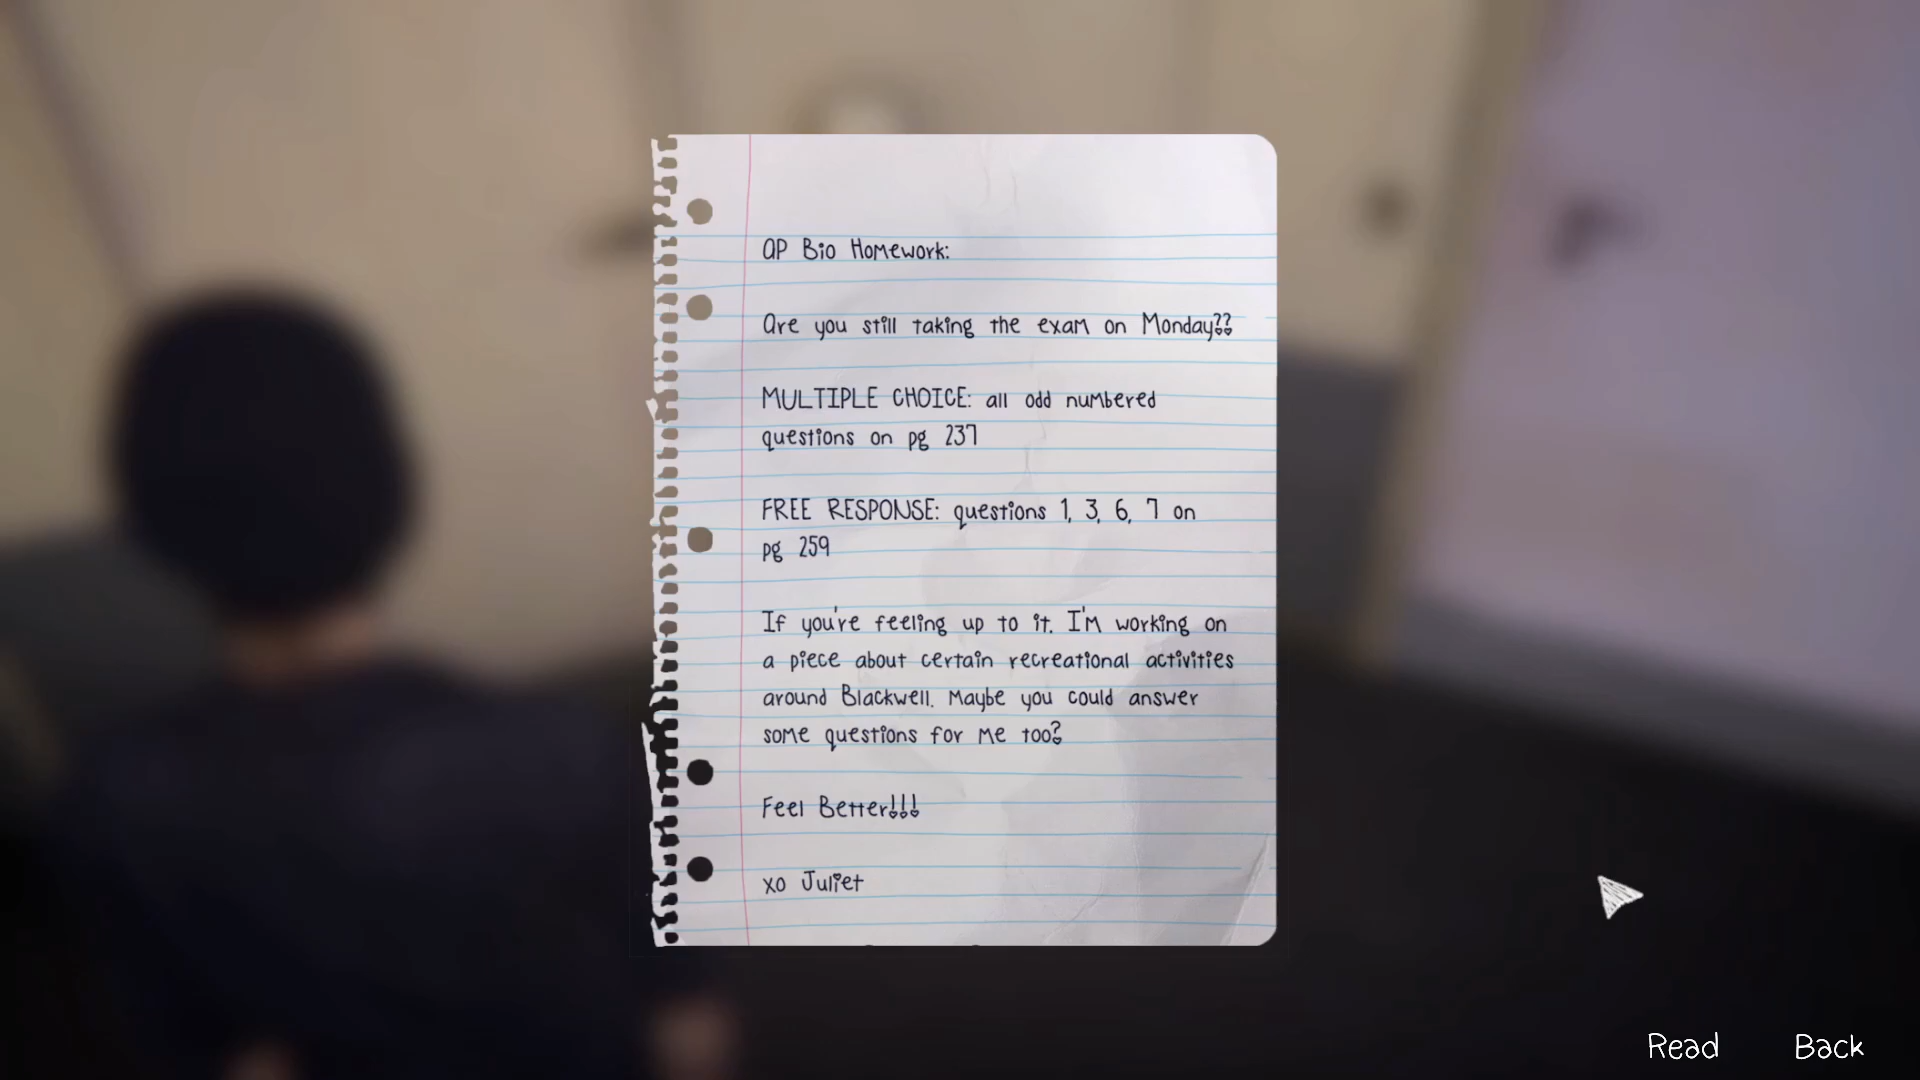 AP Bio Homework:
Are you still taking the exam on Monday??
MULTIPLE CHOICE: all odd numbered
questions on pg 237
FREE RESPONSE: questions 1, 3, 6, 7 on
pg 259
If you're feeling up to it. I'm working on
a piece about certain recreational activities
around Blackwell. Maybe you could answer
some questions for me too?
Feel Better!!!
xo Juliet
Read Back